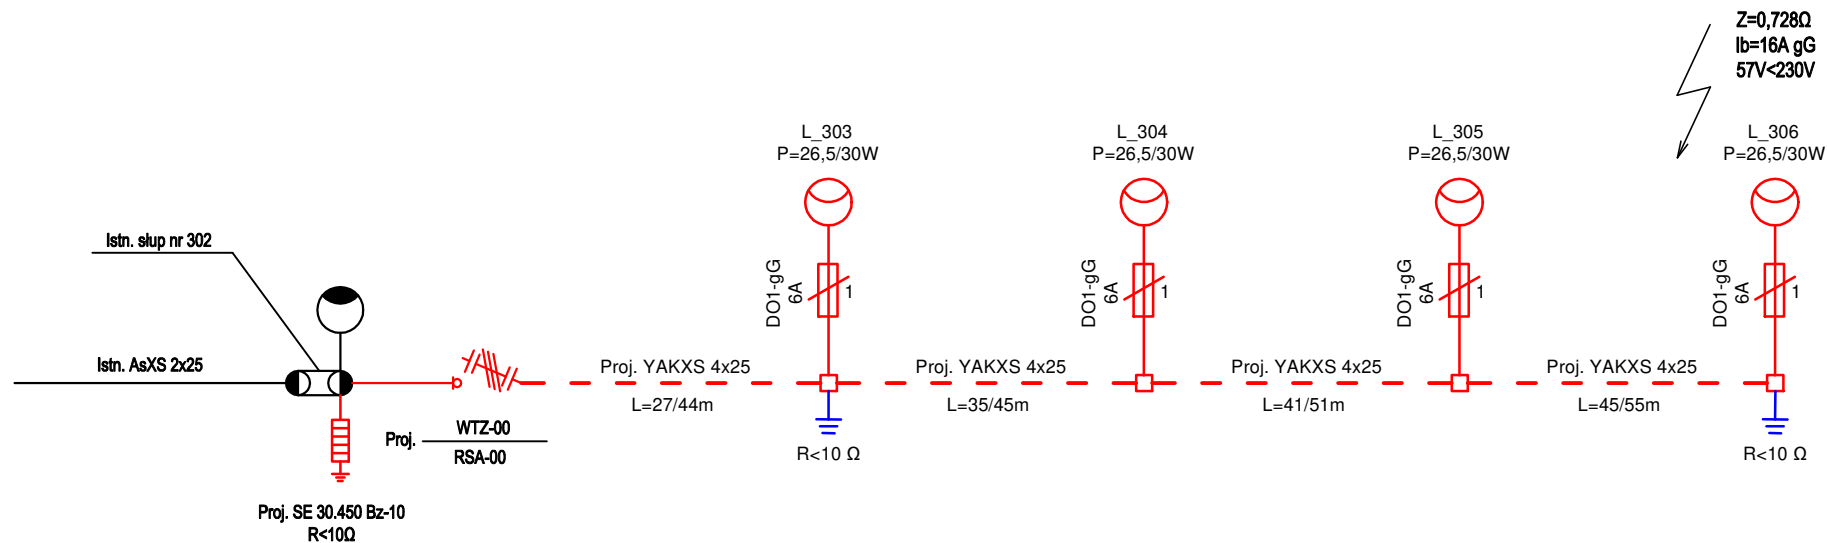 Z=0,728Ω
Ib=16A gG
57V<230V
L_303
P=26,5/30W
L_304
P=26,5/30W
L_305
P=26,5/30W
L_306
P=26,5/30W
Istn. słup nr 302
DO1-gG
6A
1
DO1-gG
6A
1
DO1-gG
6A
1
DO1-gG
6A
1
Istn. AsXS 2x25
Proj. YAKXS 4x25
L=27/44m
Proj. YAKXS 4x25
L=35/45m
Proj. YAKXS 4x25
L=41/51m
Proj. YAKXS 4x25
L=45/55m
Proj.
WTZ-00
RSA-00
R<10 Ω
R<10 Ω
Proj. SE 30.450 Bz-10
R<10Ω